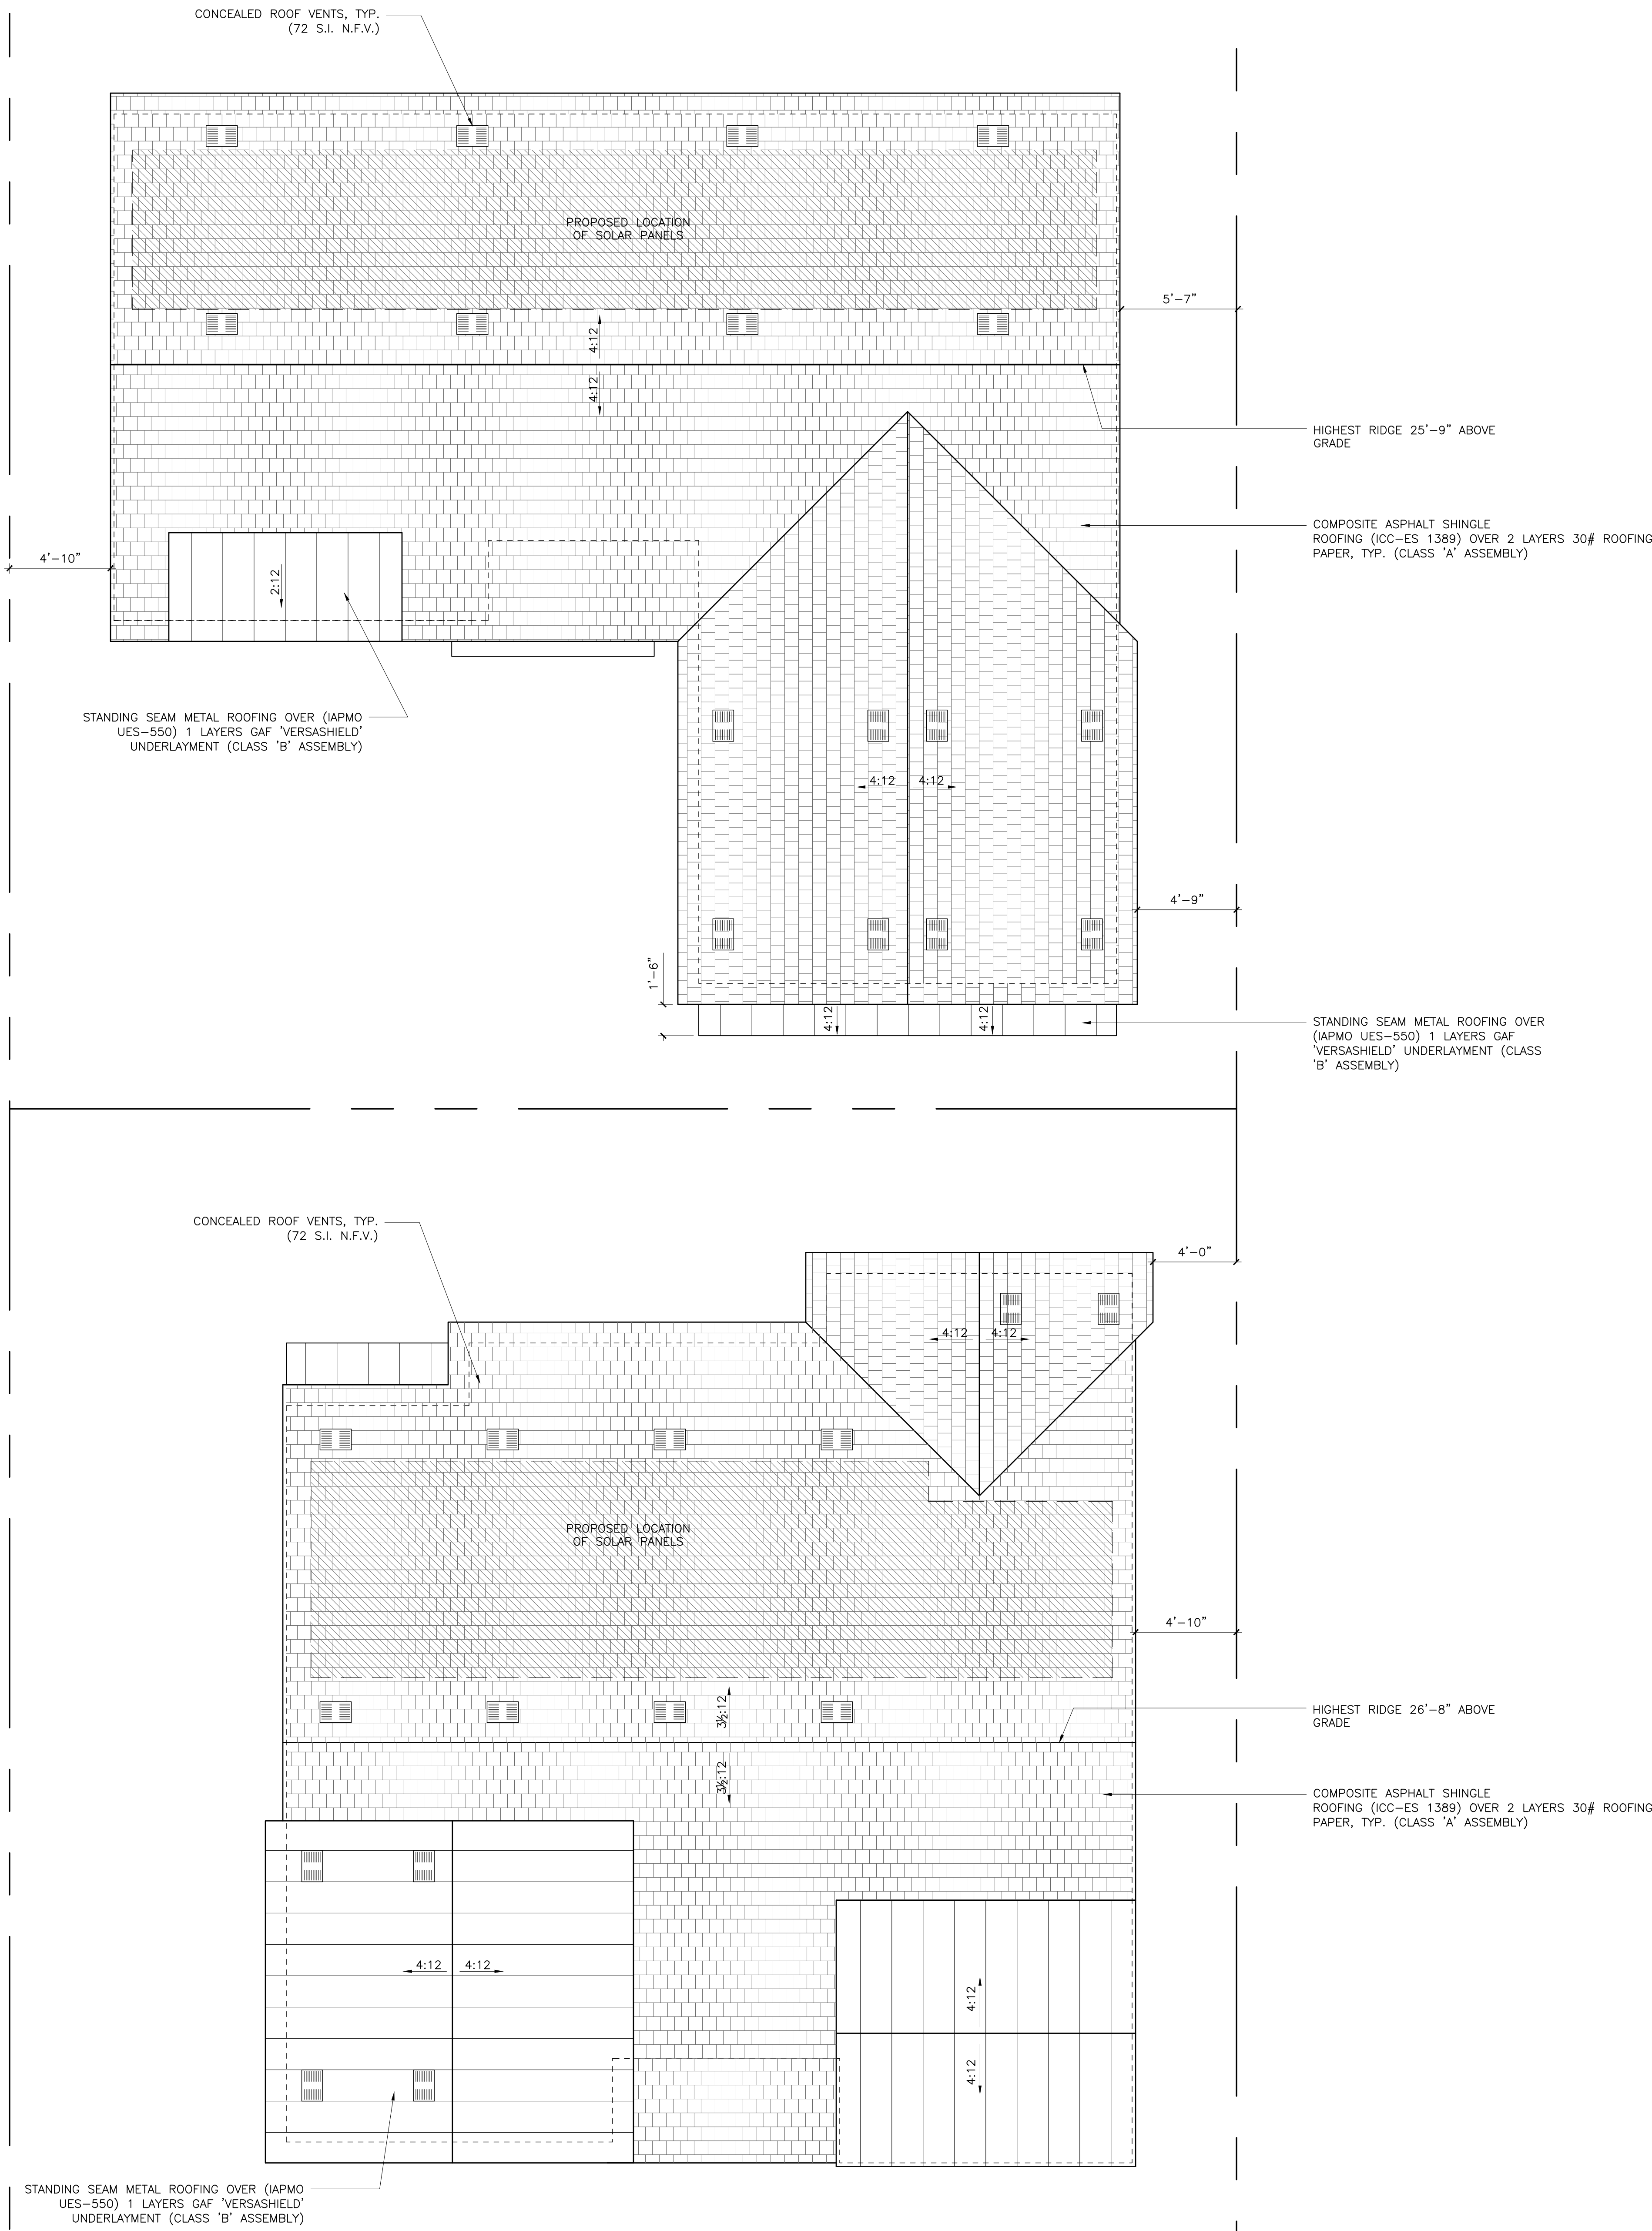 CONCEALED ROOF VENTS, TYP.
(72 S.I. N.F.V.)
PROPOSED LOCATION
OF SOLAR PANELS
5'-7"
4:12
4:12
HIGHEST RIDGE 25'-9" ABOVE
GRADE
COMPOSITE ASPHALT SHINGLE
ROOFING (ICC-ES 1389) OVER 2 LAYERS 30# ROOFING
PAPER, TYP. (CLASS 'A' ASSEMBLY)
4'-10"
2:12
STANDING SEAM METAL ROOFING OVER (IAPMO
UES-550) 1 LAYERS GAF 'VERSASHIELD'
UNDERLAYMENT (CLASS 'B' ASSEMBLY)
4:12
4:12
4'-9"
1'-6"
4:12
4:12
STANDING SEAM METAL ROOFING OVER
(IAPMO UES-550) 1 LAYERS GAF
'VERSASHIELD' UNDERLAYMENT (CLASS
'B' ASSEMBLY)
CONCEALED ROOF VENTS, TYP.
(72 S.I. N.F.V.)
4'-0"
4:12
4:12
PROPOSED LOCATION
OF SOLAR PANELS
4'-10"
3½:12
HIGHEST RIDGE 26'-8" ABOVE
GRADE
3½:12
COMPOSITE ASPHALT SHINGLE
ROOFING (ICC-ES 1389) OVER 2 LAYERS 30# ROOFING
PAPER, TYP. (CLASS 'A' ASSEMBLY)
4:12
4:12
4:12
4:12
STANDING SEAM METAL ROOFING OVER (IAPMO
UES-550) 1 LAYERS GAF 'VERSASHIELD'
UNDERLAYMENT (CLASS 'B' ASSEMBLY)